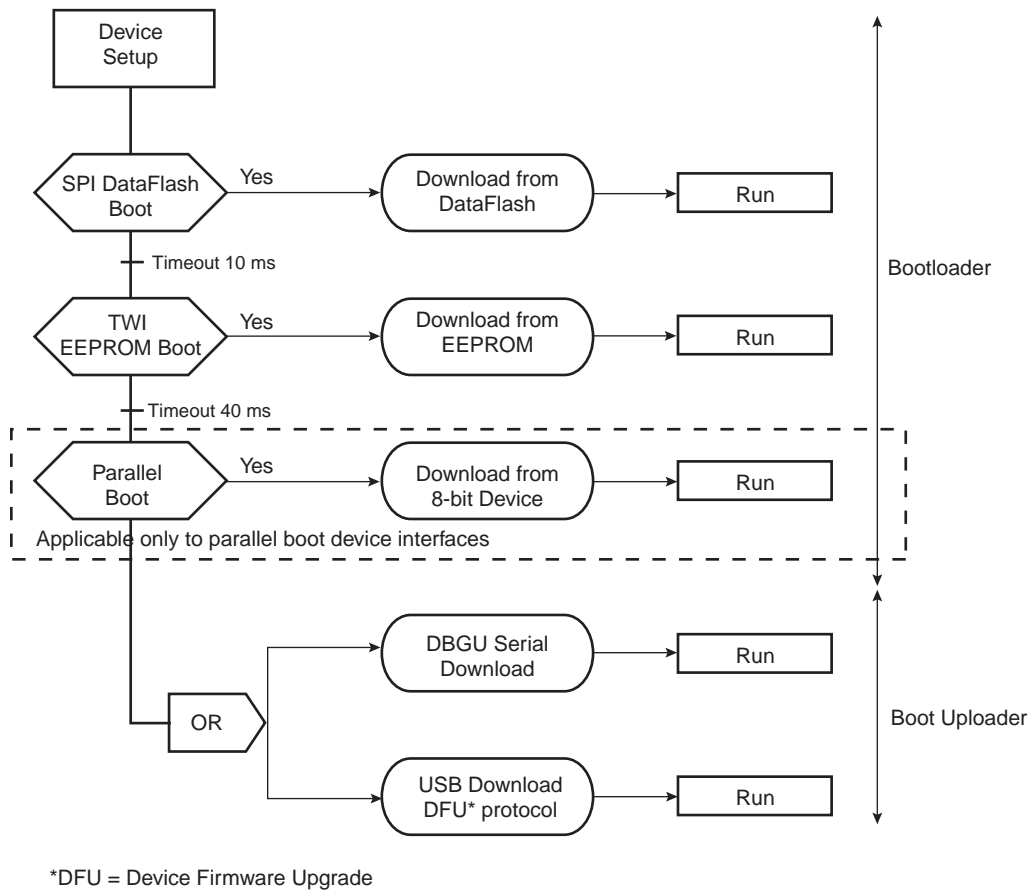 Device
Setup
SPI DataFlash
Boot
Yes
Download from
DataFlash
Run
Timeout 10 ms
Bootloader
TWI
EEPROM Boot
Yes
Download from
EEPROM
Run
Timeout 40 ms
Parallel
Boot
Yes
Download from
8-bit Device
Run
Applicable only to parallel boot device interfaces
DBGU Serial
Download
Run
OR
Boot Uploader
USB Download
DFU* protocol
Run
*DFU = Device Firmware Upgrade